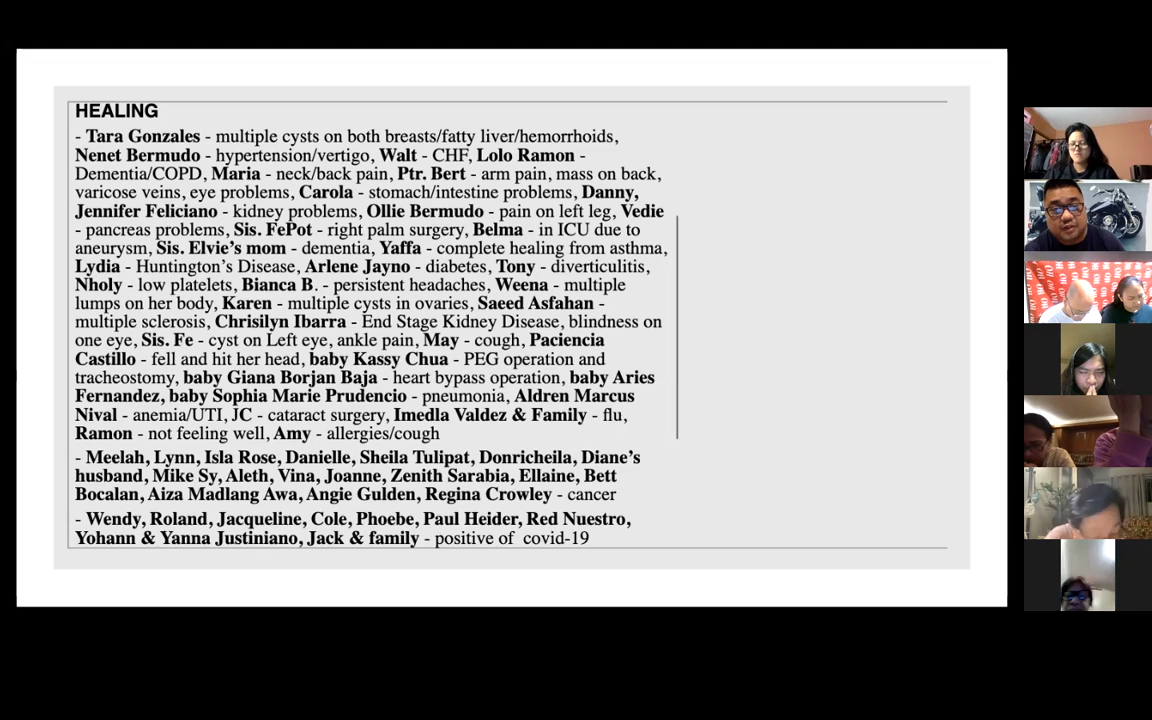 HEALING
- Tara Gonzales - multiple cysts on both breasts/fatty liver/hemorrhoids,
Nenet Bermudo - hypertension/vertigo, Walt - CHF, Lolo Ramon -
Dementia/COPD, Maria - neck/back pain, Ptr. Bert - arm pain, mass on back,
varicose veins, eye problems, Carola - stomach/intestine problems, Danny,
Jennifer Feliciano - kidney problems, Ollie Bermudo - pain on left leg, Vedie
- pancreas problems, Sis. FePot - right palm surgery, Belma - in ICU due to
aneurysm, Sis. Elvie's mom - dementia, Yaffa - complete healing from asthma,
Lydia - Huntington's Disease, Arlene Jayno - diabetes, Tony - diverticulitis,
Nholy - low platelets, Bianca B. - persistent headaches, Weena - multiple
lumps on her body, Karen - multiple cysts in ovaries, Saeed Asfahan -
multiple sclerosis, Chrisilyn Ibarra - End Stage Kidney Disease, blindness on
one eye, Sis. Fe - cyst on Left eye, ankle pain, May - cough, Paciencia
Castillo - fell and hit her head, baby Kassy Chua - PEG operation and
tracheostomy, baby Giana Borjan Baja - heart bypass operation, baby Aries
Fernandez, baby Sophia Marie Prudencio - pneumonia, Aldren Marcus
Nival - anemia/UTI, JC - cataract surgery, Imedla Valdez & Family - flu,
Ramon - not feeling well, Amy - allergies/cough
- Meelah, Lynn, Isla Rose, Danielle, Sheila Tulipat, Donricheila, Diane's
husband, Mike Sy, Aleth, Vina, Joanne, Zenith Sarabia, Ellaine, Bett
Bocalan, Aiza Madlang Awa, Angie Gulden, Regina Crowley - cancer
- Wendy, Roland, Jacqueline, Cole, Phoebe, Paul Heider, Red Nuestro,
Yohann & Yanna Justiniano, Jack & family - positive of covid-19